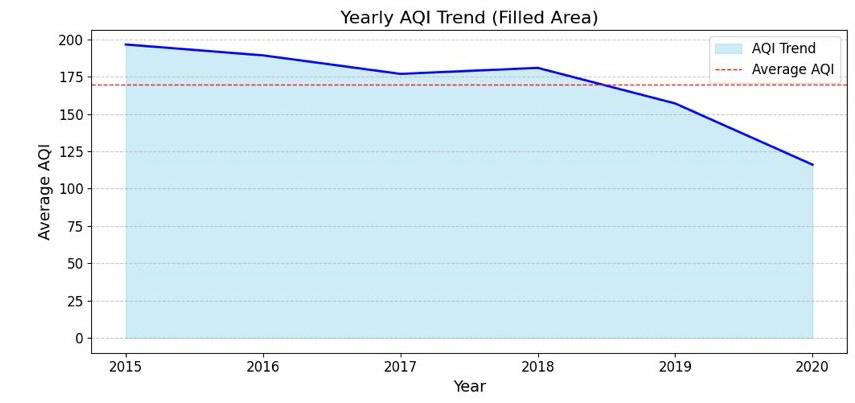 Yearly AQI Trend (Filled Area)
200
175
150
125
100
75
50
25
0
Average AQI
AQI Trend
Average AQI
2015 2016 2017 2018 2019 2020
Year